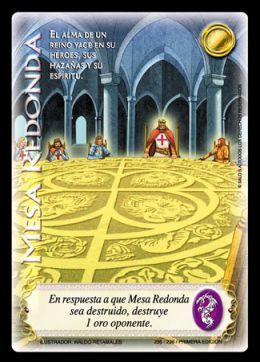 MESA REDONDA
EL ALMA DE UN
REINO YACE EN SU
HÉROES, SUS
HAZAÑAS Y SU
ESPÍRITU.
En respuesta a que Mesa Redonda
sea destruido, destruye
1 oro oponente.
ILUSTRADOR: WALDO RETAMALES
/ PRIMERA EDICIÓN